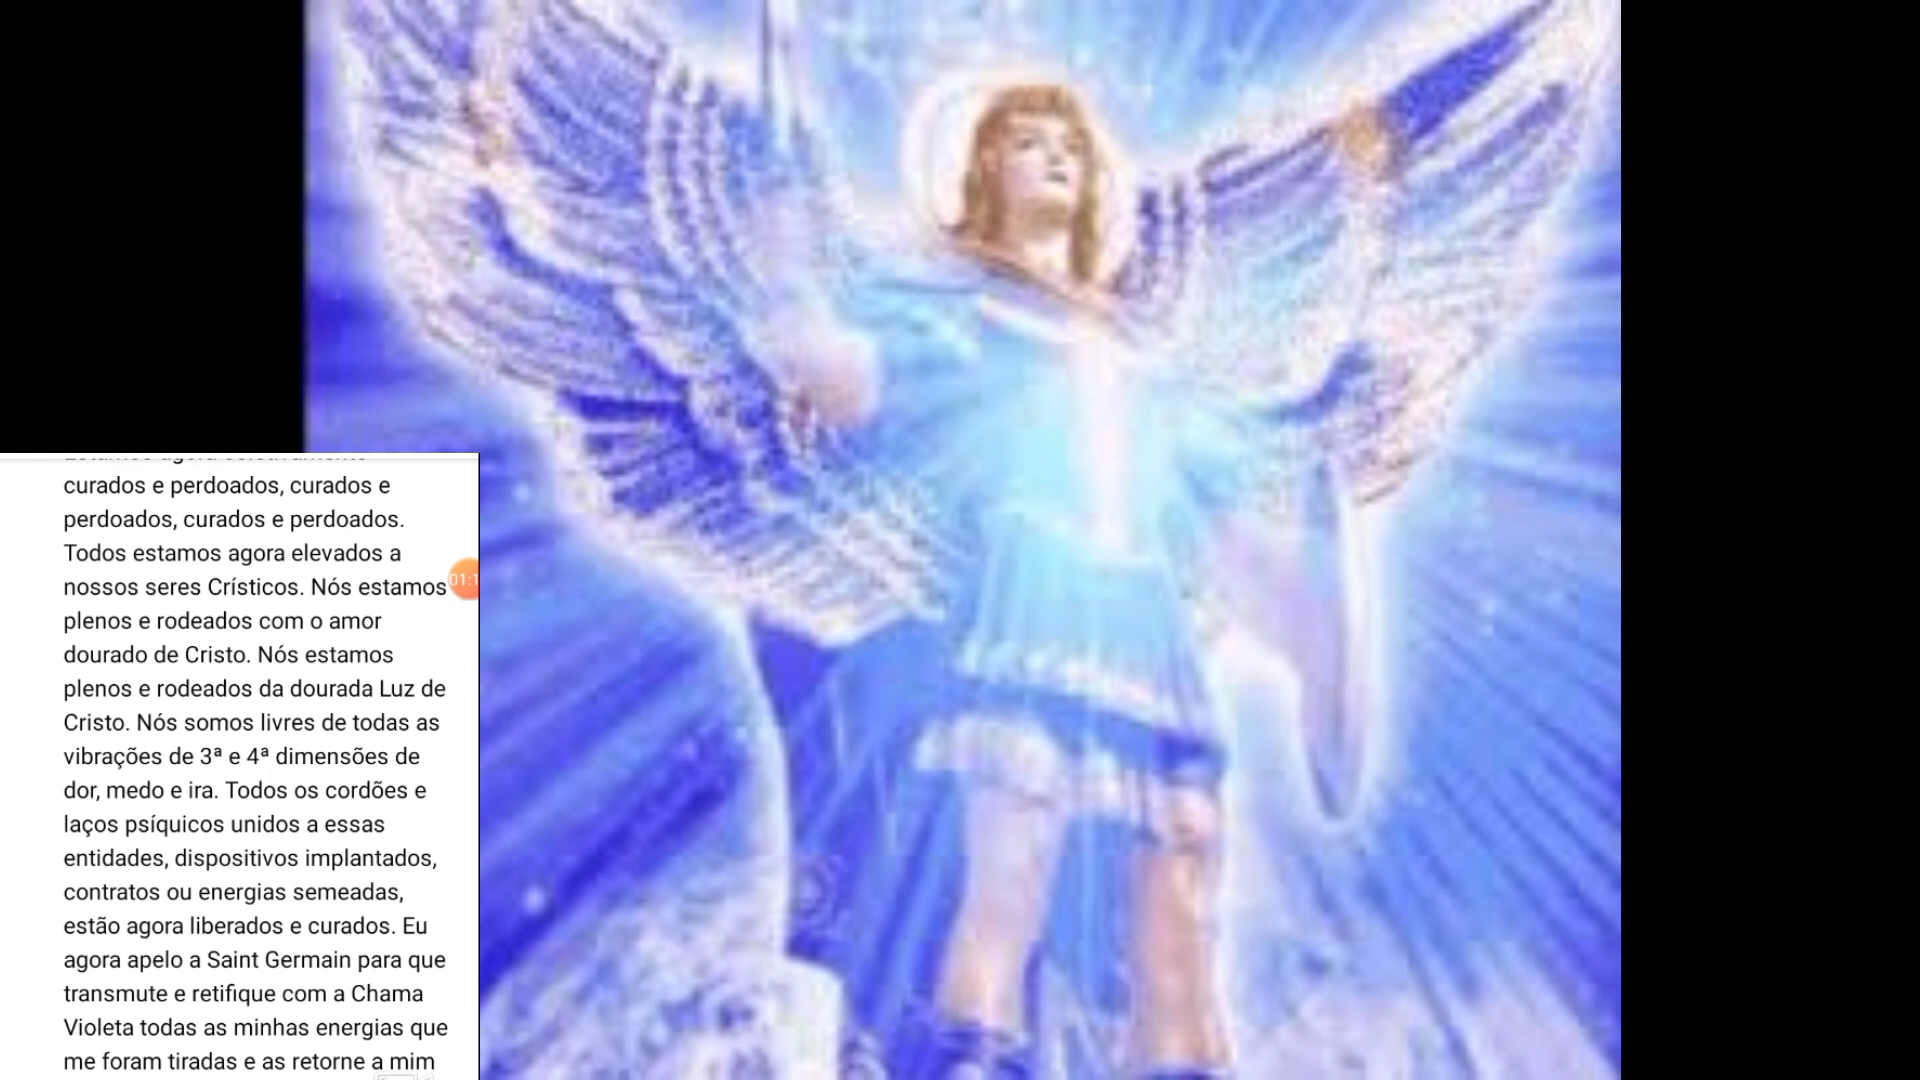 curados e perdoados, curados e
perdoados, curados e perdoados.
Todos estamos agora elevados a
nossos seres Crísticos. Nós estamos
plenos e rodeados com o amor
dourado de Cristo. Nós estamos
plenos e rodeados da dourada Luz de
Cristo. Nós somos livres de todas as
vibrações de 3ª e 4ª dimensões de
dor, medo e ira. Todos os cordões e
laços psíquicos unidos a essas
entidades, dispositivos implantados,
contratos ou energias semeadas,
estão agora liberados e curados. Eu
agora apelo a Saint Germain para que
transmute e retifique com a Chama
Violeta todas as minhas energias que
me foram tiradas e as retorne a mim